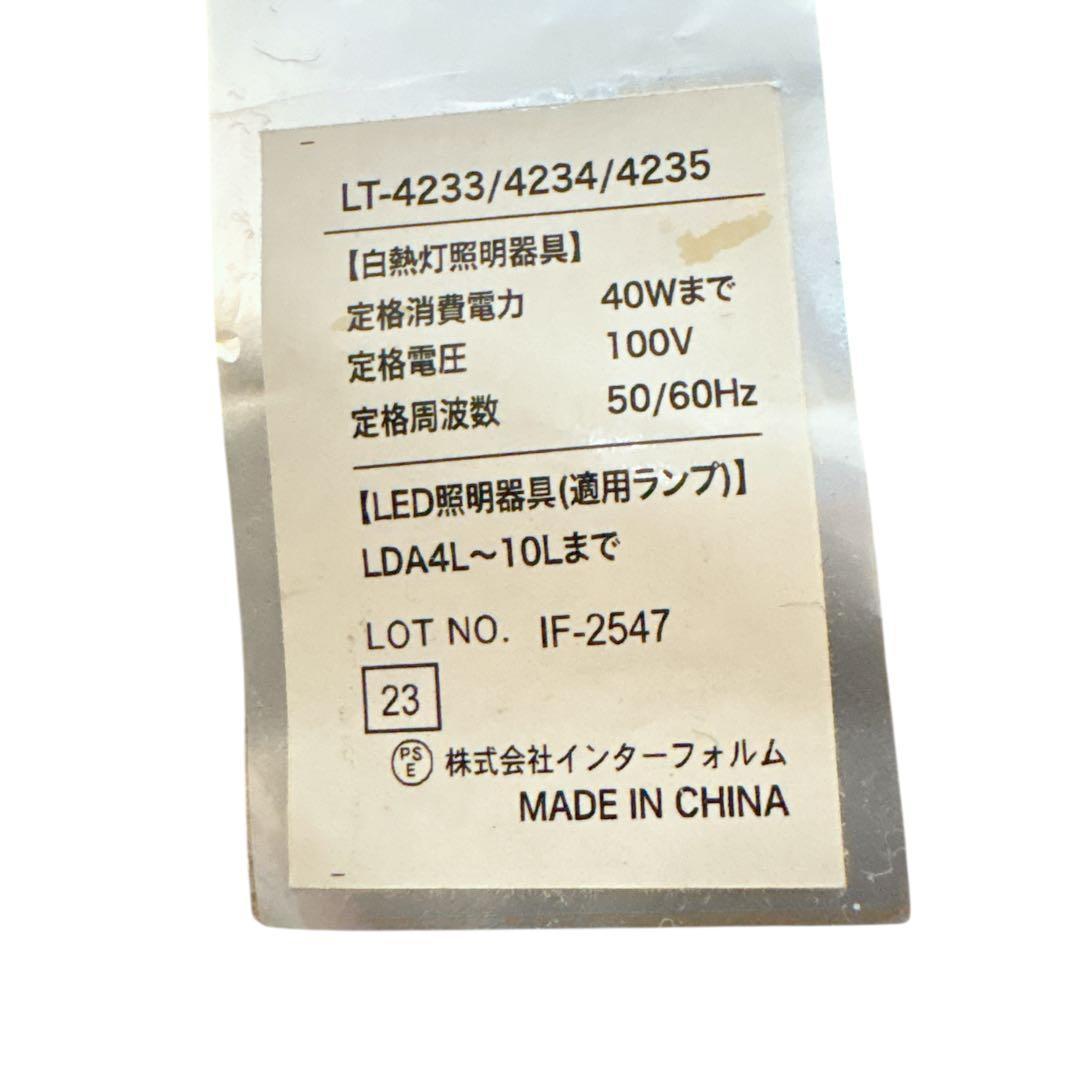 LT-4233/4234/4235
【白熱灯照明器具】
定格消費電力 40Wまで
定格電圧 100V
定格周波数 50/60Hz
【LED照明器具(適用ランプ)】
LDA4L～10Lまで
LOT NO. IF-2547
23
PSE 株式会社インターフォルム
MADE IN CHINA